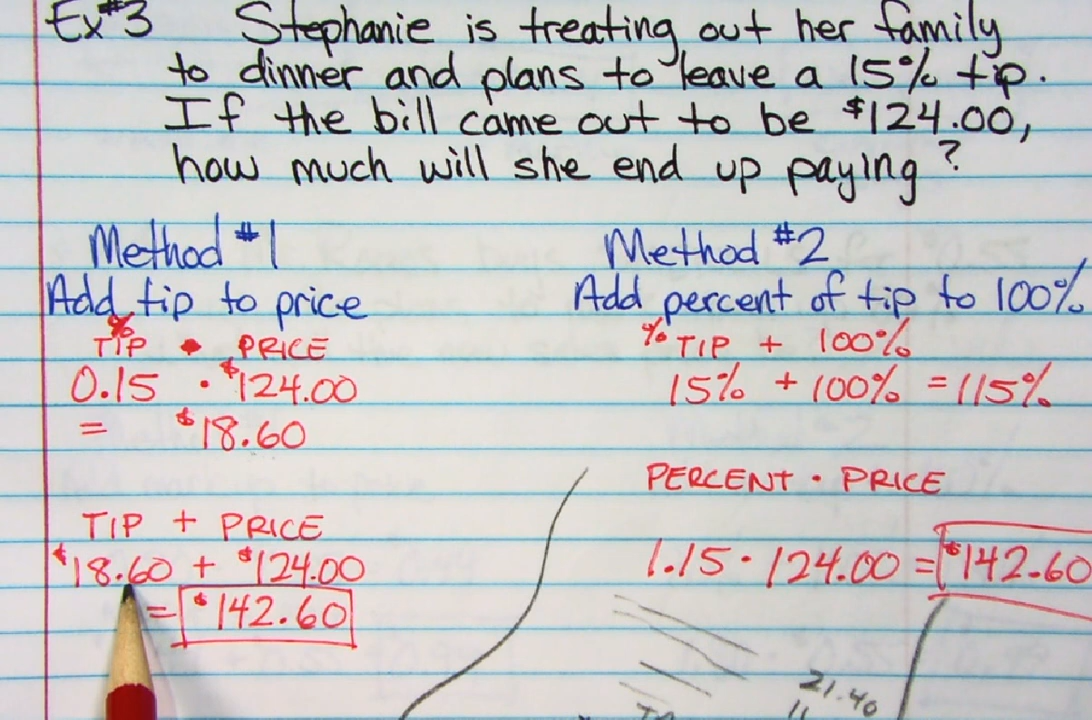 Ex #3 Stephanie is treating out her family
to dinner and plans to leave a 15% tip.
If the bill came out to be $124.00,
how much will she end up paying?
Method #1
Add tip to price
% TIP • PRICE
0.15 · $124.00
= $18.60
TIP + PRICE
$18.60 + $124.00
= $142.60
Method #2
Add percent of tip to 100%
% TIP + 100%
15% + 100% = 115%
PERCENT · PRICE
1.15 · 124.00 = $142.60
21.40
11